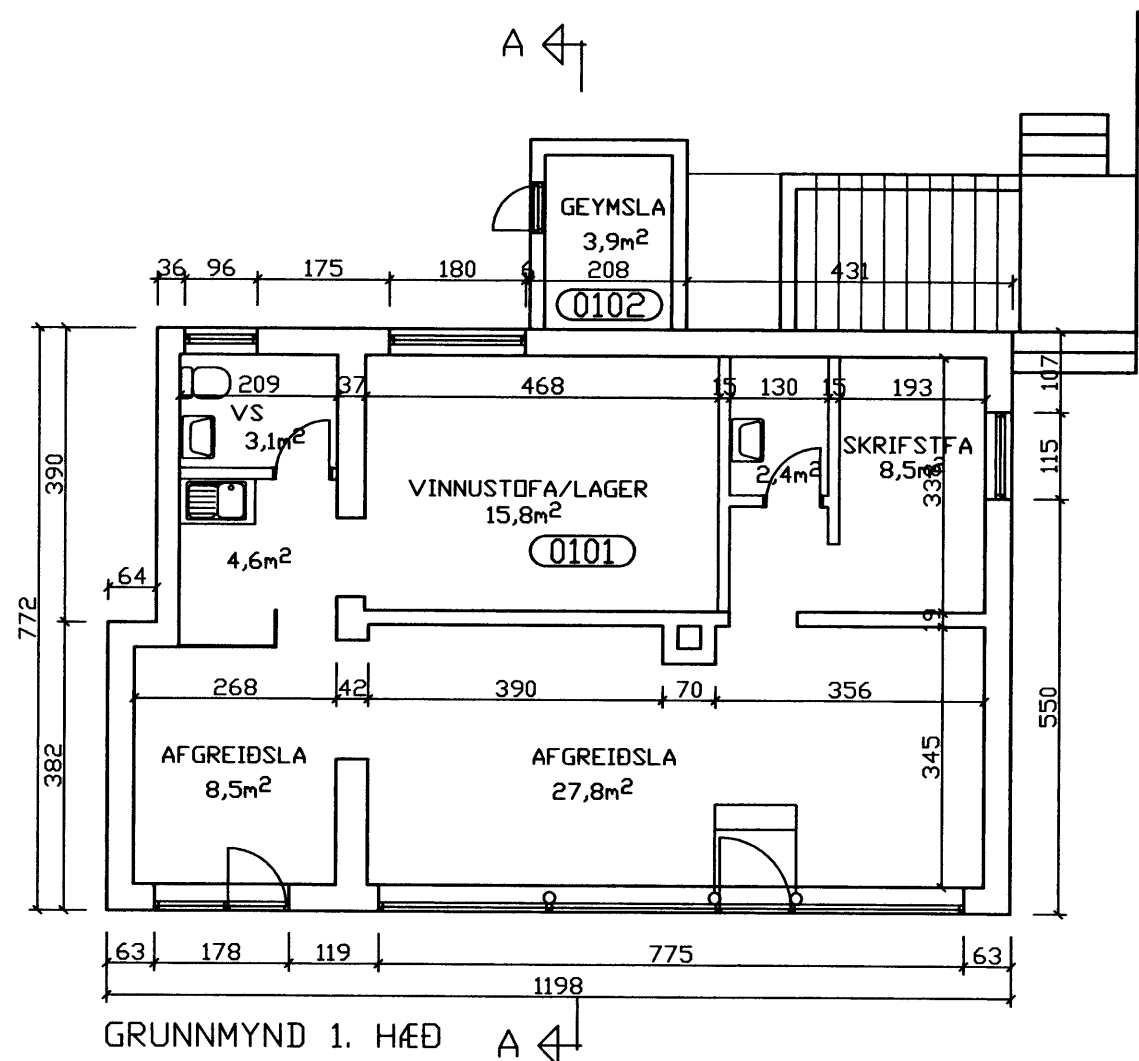 A
GEYMSLA
3,9m²
36 96 175 180 208 431
0102
209 37 468 15 130 15 193
107
VS
3,1m²
SKRIFSTFA
8,5m²
338
115
2,4m²
390
VINNUSTOFA/LAGER
15,8m²
0101
4,6m²
64
772
19
268 42 390 70 356
550
382
AFGREIÐSLA
8,5m²
AFGREIÐSLA
27,8m²
345
63 178 119 775 63
1198
GRUNNMYND 1. HÆÐ
A